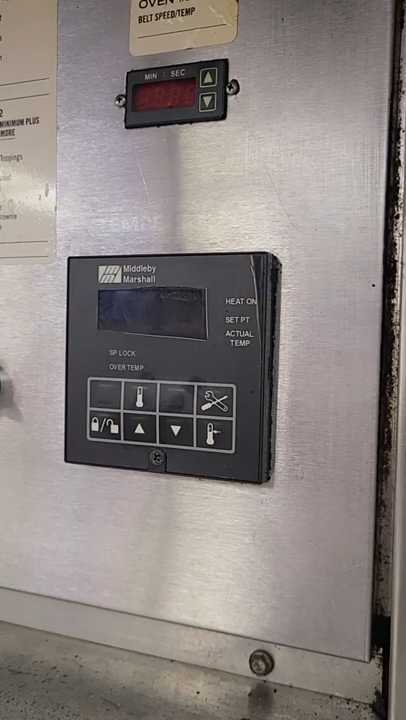 OVEN
BELT SPEED/TEMP
MIN : SEC
MINIMUM PLUS
MORE
Toppings
Middleby
Marshall
HEAT ON
SET PT
ACTUAL
TEMP
SP LOCK
OVER TEMP